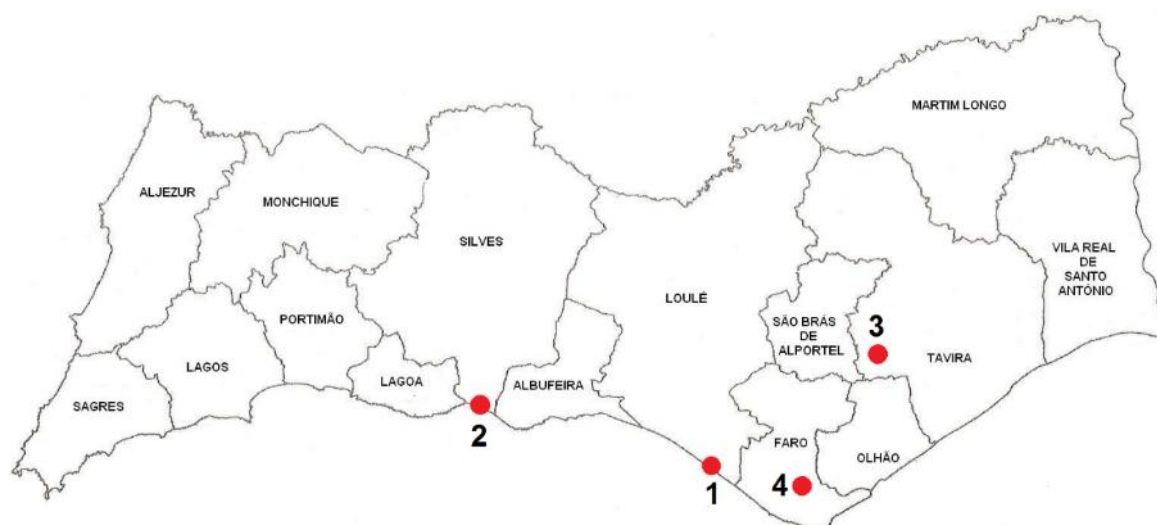 MARTIM LONGO
ALJEZUR
MONCHIQUE
SILVES
VILA REAL
DE
SANTO
ANTÓNIO
LOULÉ
PORTIMÃO
SÃO BRÁS
DE
ALPORTEL
3
TAVIRA
LAGOS
LAGOA
ALBUFEIRA
SAGRES
2
FARO
OLHÃO
1
4